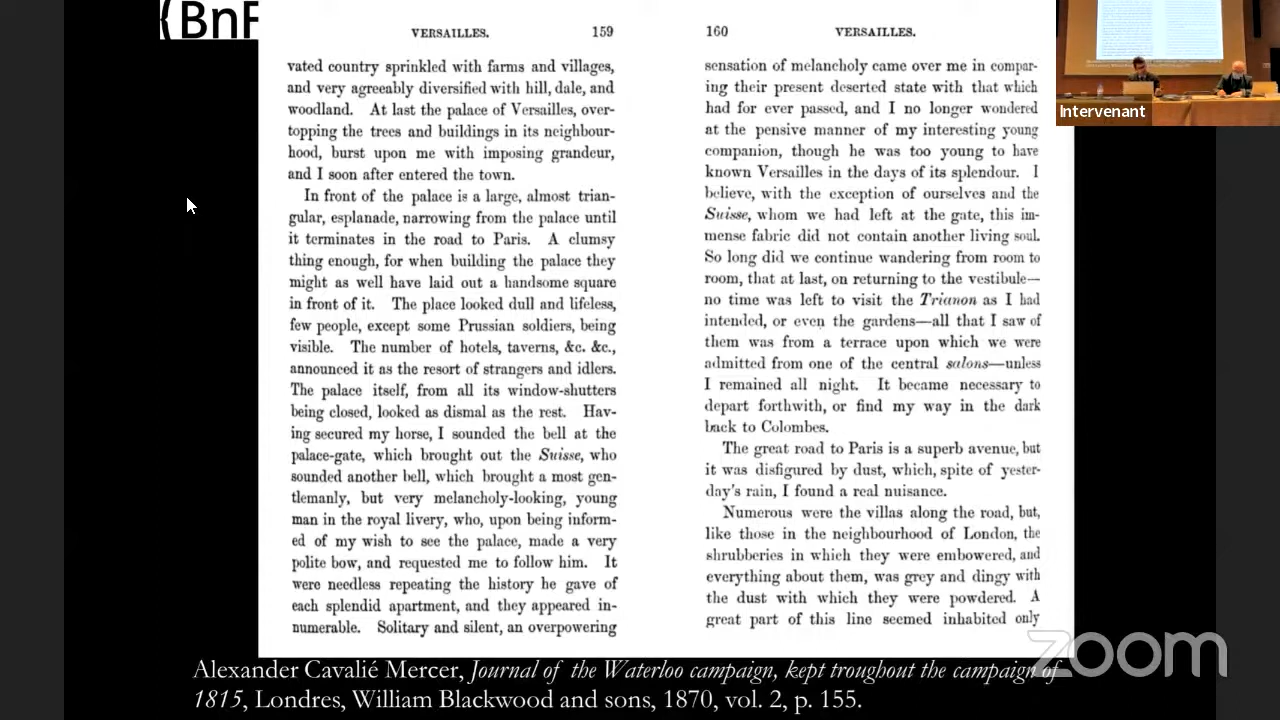 (BnF
VERSAILLES. 159
vated country sprinkled with towns and villages,
and very agreeably diversified with hill, dale, and
woodland. At last the palace of Versailles, over-
topping the trees and buildings in its neighbour-
hood, burst upon me with imposing grandeur,
and I soon after entered the town.
In front of the palace is a large, almost trian-
gular, esplanade, narrowing from the palace until
it terminates in the road to Paris. A clumsy
thing enough, for when building the palace they
might as well have laid out a handsome square
in front of it. The place looked dull and lifeless,
few people, except some Prussian soldiers, being
visible. The number of hotels, taverns, &c. &c.,
announced it as the resort of strangers and idlers.
The palace itself, from all its window-shutters
being closed, looked as dismal as the rest. Hav-
ing secured my horse, I sounded the bell at the
palace-gate, which brought out the Suisse, who
sounded another bell, which brought a most gen-
tlemanly, but very melancholy-looking, young
man in the royal livery, who, upon being inform-
ed of my wish to see the palace, made a very
polite bow, and requested me to follow him. It
were needless repeating the history he gave of
each splendid apartment, and they appeared in-
numerable. Solitary and silent, an overpowering
160 VERSAILLES.
sensation of melancholy came over me in compar-
ing their present deserted state with that which
had for ever passed, and I no longer wondered
at the pensive manner of my interesting young
companion, though he was too young to have
known Versailles in the days of its splendour. I
believe, with the exception of ourselves and the
Suisse, whom we had left at the gate, this im-
mense fabric did not contain another living soul.
So long did we continue wandering from room to
room, that at last, on returning to the vestibule—
no time was left to visit the Trianon as I had
intended, or even the gardens—all that I saw of
them was from a terrace upon which we were
admitted from one of the central salons—unless
I remained all night. It became necessary to
depart forthwith, or find my way in the dark
back to Colombes.
The great road to Paris is a superb avenue, but
it was disfigured by dust, which, spite of yester-
day's rain, I found a real nuisance.
Numerous were the villas along the road, but,
like those in the neighbourhood of London, the
shrubberies in which they were embowered, and
everything about them, was grey and dingy with
the dust with which they were powdered. A
great part of this line seemed inhabited only
Alexander Cavalié Mercer, Journal of the Waterloo campaign, kept troughout the campaign of
1815, Londres, William Blackwood and sons, 1870, vol. 2, p. 155.
Intervenant
zoom